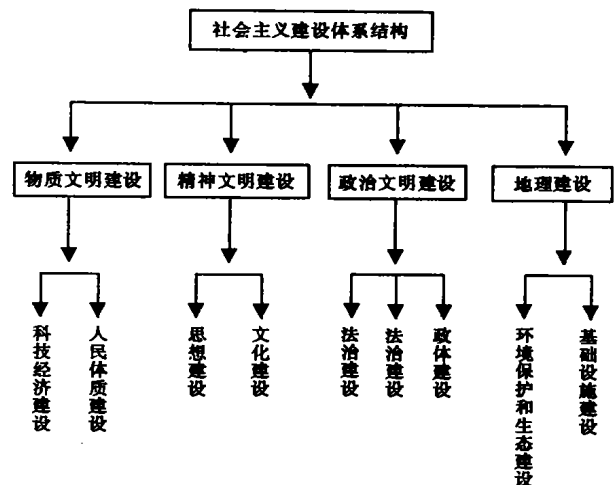 社会主义建设体系结构
物质文明建设
精神文明建设
政治文明建设
地理建设
科技经济建设
人民体质建设
思想建设
文化建设
法治建设
法治建设
政体建设
环境保护和生态建设
基础设施建设